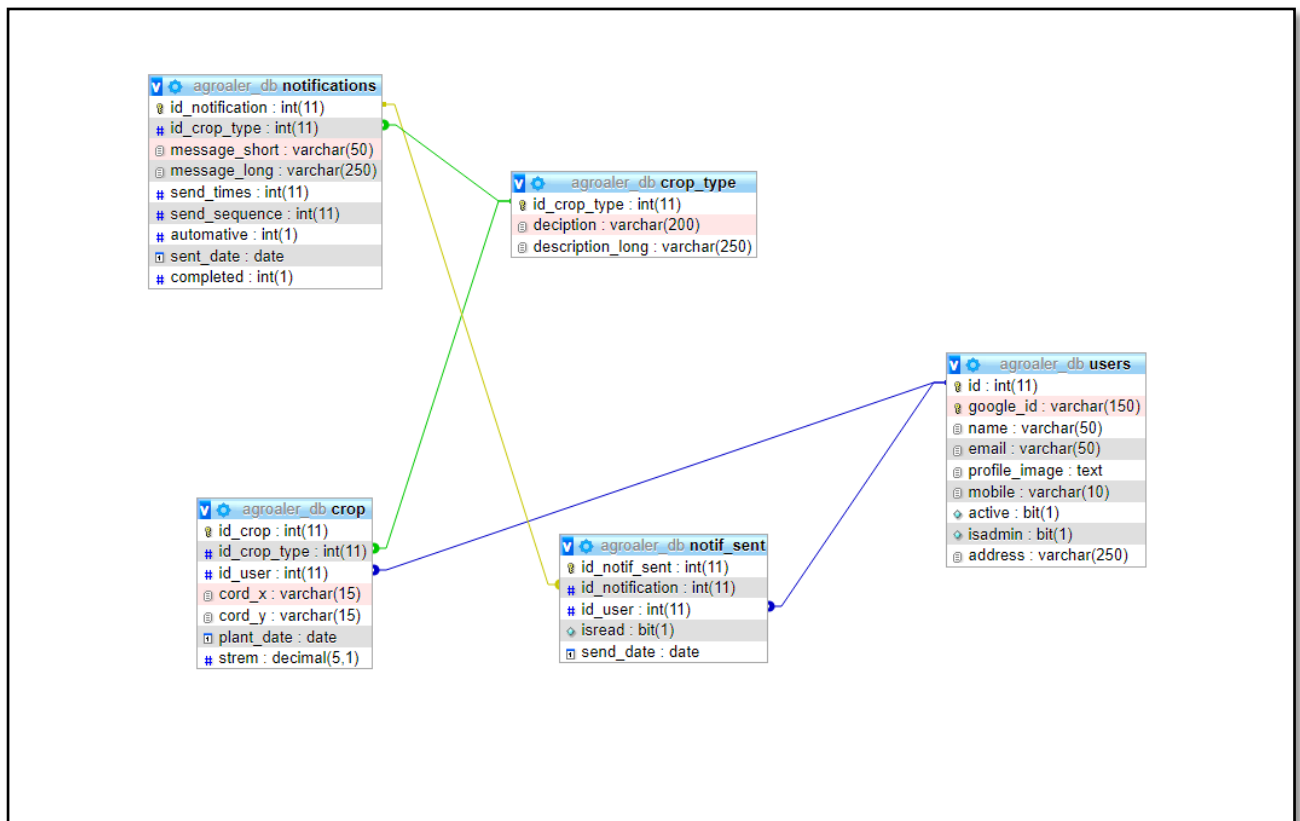 agroaler_db notifications
id_notification : int(11)
id_crop_type : int(11)
message_short : varchar(50)
message_long : varchar(250)
send_times : int(11)
send_sequence : int(11)
automative : int(1)
sent_date : date
completed : int(1)
agroaler_db crop_type
id_crop_type : int(11)
deciption : varchar(200)
description_long : varchar(250)
agroaler_db users
id : int(11)
google_id : varchar(150)
name : varchar(50)
email : varchar(50)
profile_image : text
mobile : varchar(10)
active : bit(1)
isadmin : bit(1)
address : varchar(250)
agroaler_db crop
id_crop : int(11)
id_crop_type : int(11)
id_user : int(11)
cord_x : varchar(15)
cord_y : varchar(15)
plant_date : date
strem : decimal(5,1)
agroaler_db notif_sent
id_notif_sent : int(11)
id_notification : int(11)
id_user : int(11)
isread : bit(1)
send_date : date